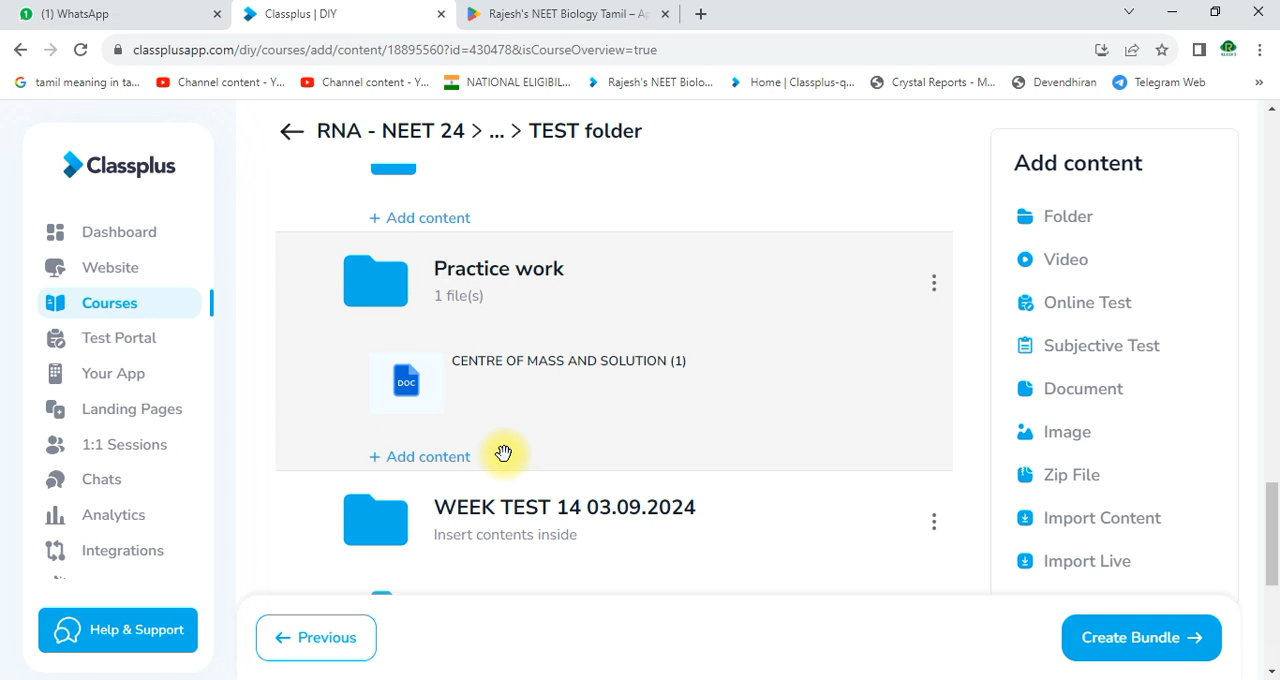 (1) WhatsApp
Classplus | DIY
Rajesh's NEET Biology Tamil – Ap
classplusapp.com/diy/courses/add/content/18895560?id=430478&isCourseOverview=true
tamil meaning in ta...
Channel content - Y...
Channel content - Y...
NATIONAL ELIGIBIL...
Rajesh's NEET Biolo...
Home | Classplus-q...
Crystal Reports - M...
Devendhiran
Telegram Web
»
Classplus
Dashboard
Website
Courses
Test Portal
Your App
Landing Pages
1:1 Sessions
Chats
Analytics
Integrations
Help & Support
RNA - NEET 24 > ... > TEST folder
+ Add content
Practice work
1 file(s)
DOC
CENTRE OF MASS AND SOLUTION (1)
+ Add content
WEEK TEST 14 03.09.2024
Insert contents inside
← Previous
Create Bundle →
Add content
Folder
Video
Online Test
Subjective Test
Document
Image
Zip File
Import Content
Import Live